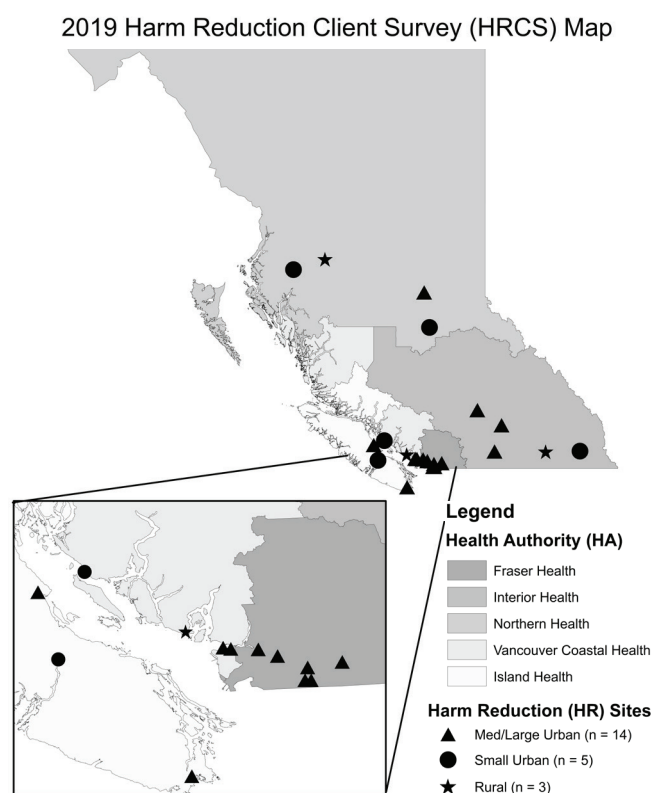 2019 Harm Reduction Client Survey (HRCS) Map
Legend
Health Authority (HA)
Fraser Health
Interior Health
Northern Health
Vancouver Coastal Health
Island Health
Harm Reduction (HR) Sites
Med/Large Urban (n = 14)
Small Urban (n = 5)
Rural (n = 3)